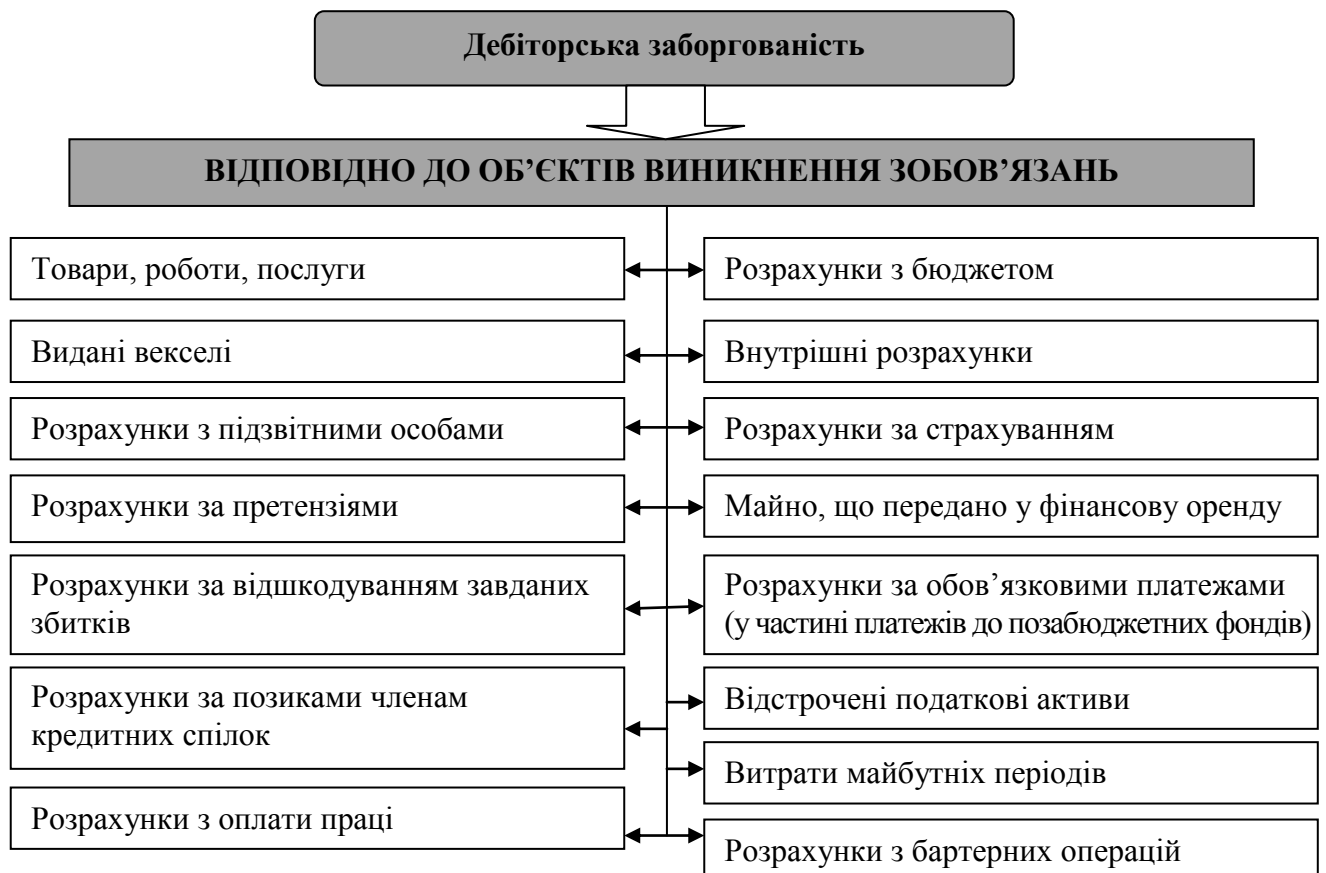 Дебіторська заборгованість
ВІДПОВІДНО ДО ОБ’ЄКТІВ ВИНИКНЕННЯ ЗОБОВ’ЯЗАНЬ
Товари, роботи, послуги
Розрахунки з бюджетом
Видані векселі
Внутрішні розрахунки
Розрахунки з підзвітними особами
Розрахунки за страхуванням
Розрахунки за претензіями
Майно, що передано у фінансову оренду
Розрахунки за відшкодуванням завданих
збитків
Розрахунки за обов’язковими платежами
(у частині платежів до позабюджетних фондів)
Розрахунки за позиками членам
кредитних спілок
Відстрочені податкові активи
Витрати майбутніх періодів
Розрахунки з оплати праці
Розрахунки з бартерних операцій